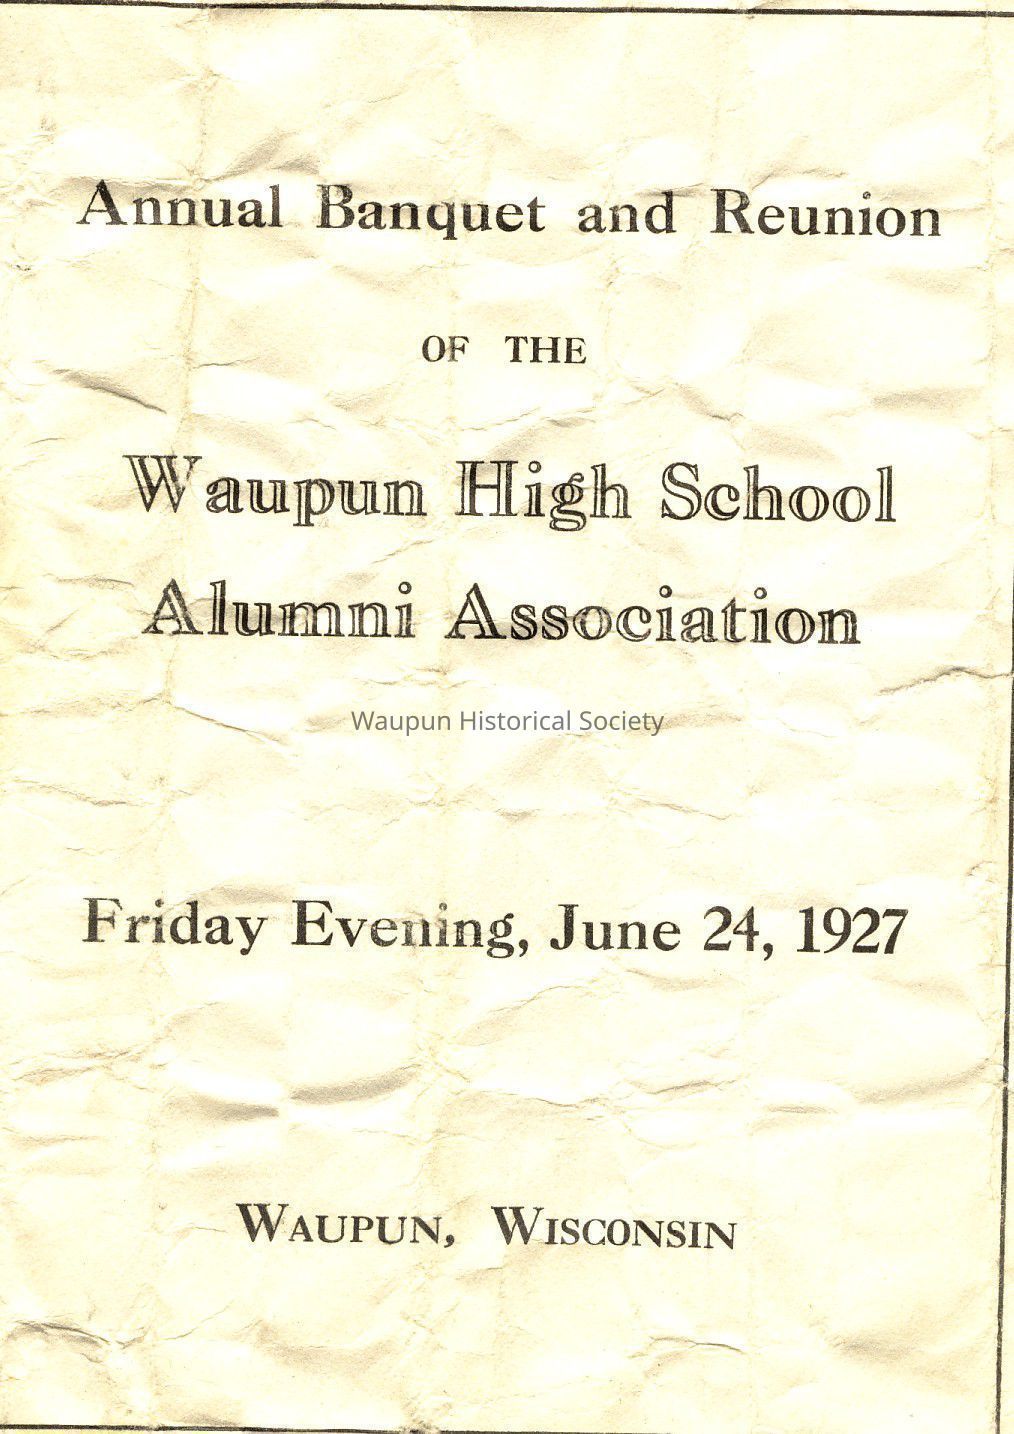 Annual Banquet and Reunion
OF THE
Waupun High School
Alumni Association
Waupun Historical Society
Friday Evening, June 24, 1927
WAUPUN, WISCONSIN